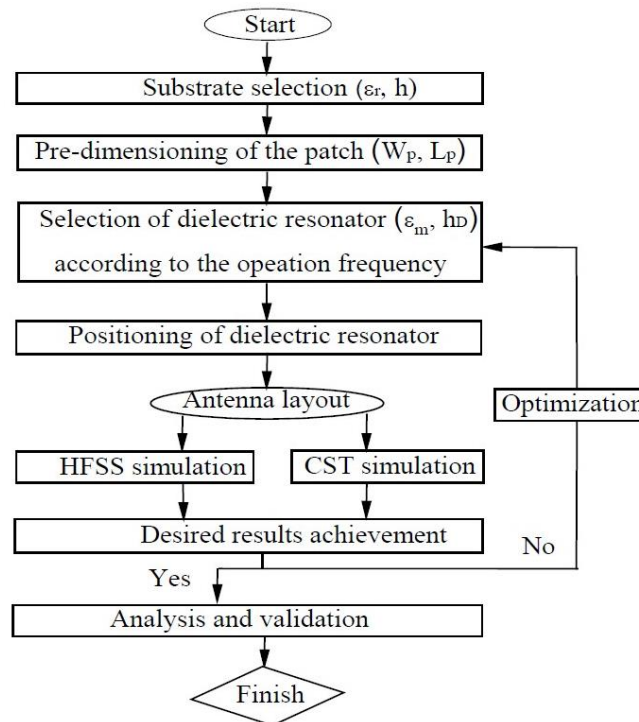 Start
Substrate selection (εr, h)
Pre-dimensioning of the patch (Wp, Lp)
Selection of dielectric resonator (εm, hD)
according to the opeation frequency
Positioning of dielectric resonator
Antenna layout
Optimization
HFSS simulation
CST simulation
Desired results achievement
No
Yes
Analysis and validation
Finish